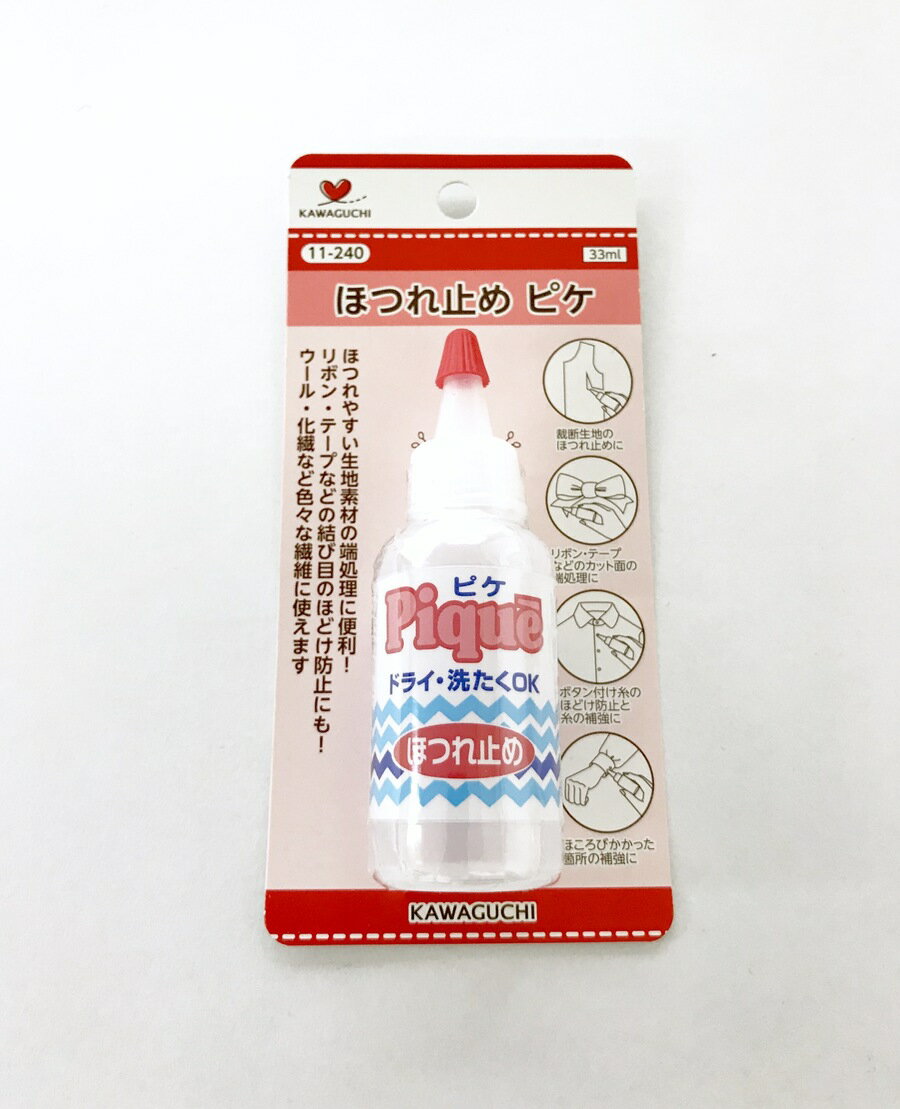 KAWAGUCHI
11-240
33ml
ほつれ止め ピケ
ほつれやすい生地素材の端処理に便利!
リボン・テープなどの結び目のほどけ防止にも!
ウール・化繊など色々な繊維に使えます
裁断生地の
ほつれ止めに
リボン・テープ
などのカット面の
端処理に
ボタン付け糸の
ほどけ防止と
糸の補強に
ほころびかかった
箇所の補強に
ピケ
Piquē
ドライ・洗たくOK
ほつれ止め
KAWAGUCHI